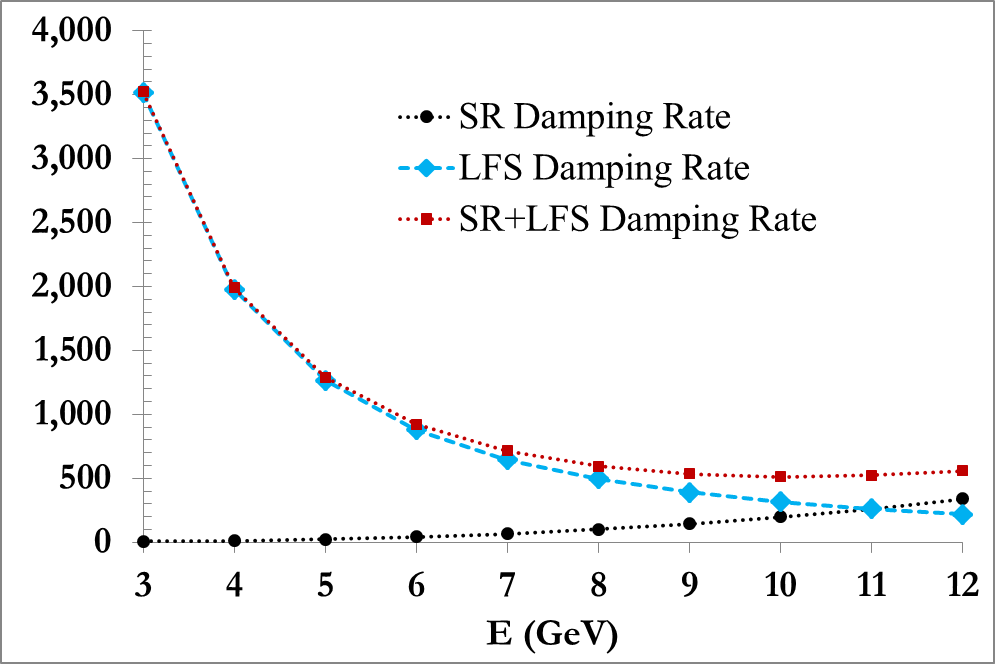 4,000
3,500
3,000
2,500
2,000
1,500
1,000
500
0
SR Damping Rate
LFS Damping Rate
SR+LFS Damping Rate
3 4 5 6 7 8 9 10 11 12
E (GeV)